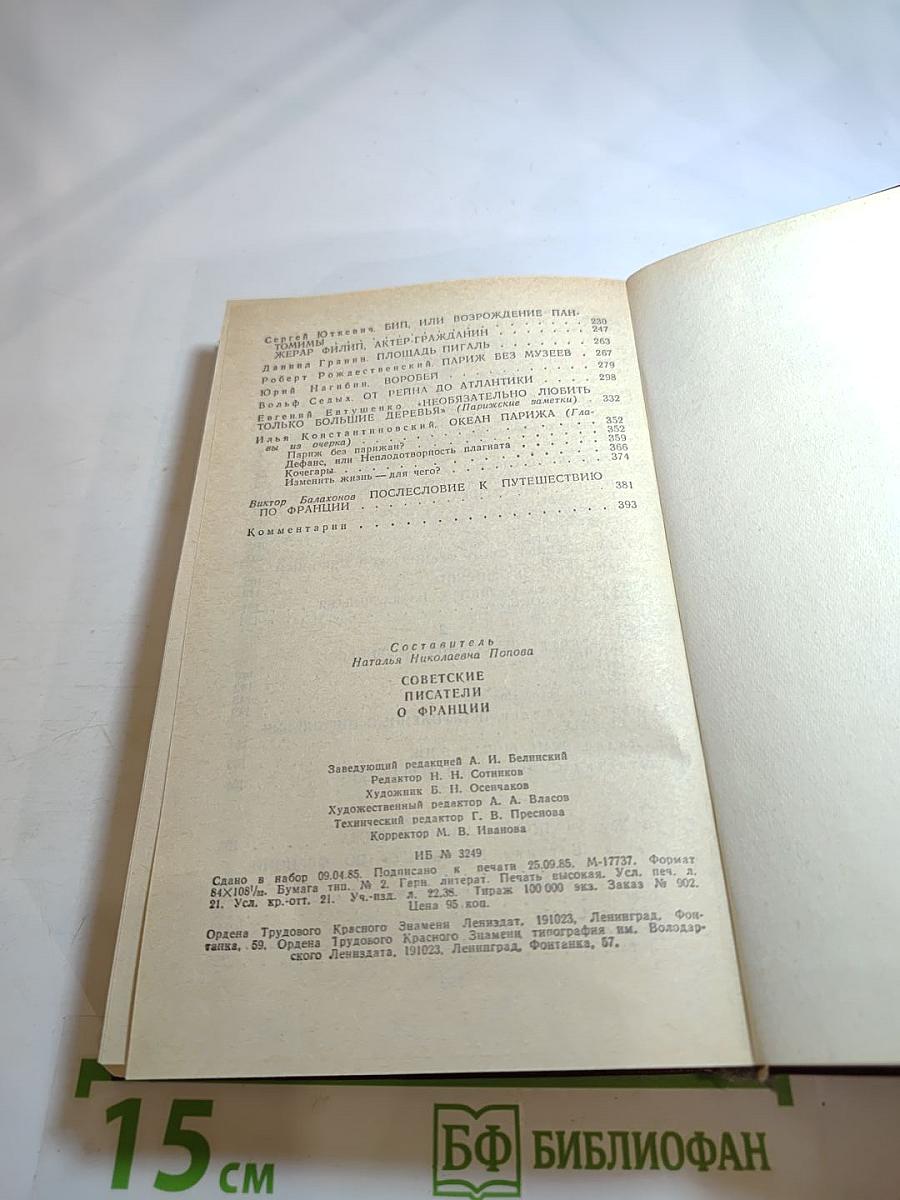 Сергей Юткевич. БИП, ИЛИ ВОЗРОЖДЕНИЕ ПАН-
ТОМИМЫ . . . . . . . . . . . . 230
ЖЕРАР ФИЛИП, АКТЕР-ГРАЖДАНИН . . . . . . 247
Даниил Гранин. ПЛОЩАДЬ ПИГАЛЬ . . . . . . . 263
Роберт Рождественский. ПАРИЖ БЕЗ МУЗЕЕВ . 267
Юрий Нагибин. ВОРОБЕЙ . . . . . . . . . 279
Вольф Седых. ОТ РЕЙНА ДО АТЛАНТИКИ . . . . 298
Евгений Евтушенко. «НЕОБЯЗАТЕЛЬНО ЛЮБИТЬ
ТОЛЬКО БОЛЬШИЕ ДЕРЕВЬЯ» (Парижские заметки) . 332
Илья Константиновский. ОКЕАН ПАРИЖА (Гла-
вы из очерка) . . . . . . . . . . . . 352
Париж без парижан? . . . . . . . . . . 352
Дефанс, или Неплодотворность плагиата . . . . . 359
Кочегары . . . . . . . . . . . . . 366
Изменить жизнь — для чего? . . . . . . . . 374
Виктор Балахонов ПОСЛЕСЛОВИЕ К ПУТЕШЕСТВИЮ
ПО ФРАНЦИИ . . . . . . . . . . . . 381
Комментарии . . . . . . . . . . . . . 393
Составитель
Наталья Николаевна Попова
СОВЕТСКИЕ
ПИСАТЕЛИ
О ФРАНЦИИ
Заведующий редакцией А. И. Белинский
Редактор Н. Н. Сотников
Художник Б. Н. Осенчаков
Художественный редактор А. А. Власов
Технический редактор Г. В. Преснова
Корректор М. В. Иванова
ИБ № 3249
Сдано в набор 09.04.85. Подписано к печати 25.09.85. М-17737. Формат
84×108¹/₃₂. Бумага тип. № 2. Гарн. литерат. Печать высокая. Усл. печ. л.
21. Усл. кр.-отт. 21. Уч.-изд. л. 22,38. Тираж 100 000 экз. Заказ № 902.
Цена 95 коп.
Ордена Трудового Красного Знамени Лениздат, 191023, Ленинград, Фон-
танка, 59. Ордена Трудового Красного Знамени типография им. Володар-
ского Лениздата, 191023, Ленинград, Фонтанка, 57.
15 см
БФ БИБЛИОФАН